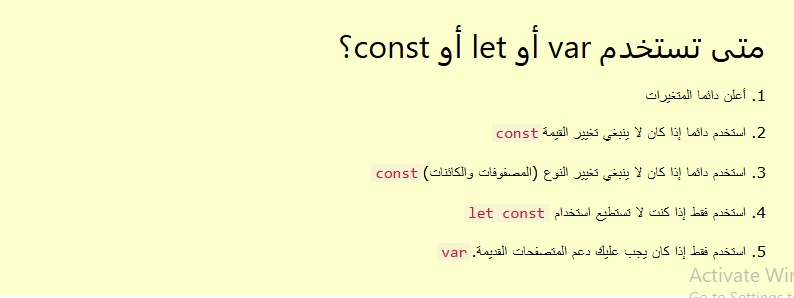 متى تستخدم var أو let أو const؟
1. أعلن دائما المتغيرات
2. استخدم دائما إذا كان لا ينبغي تغيير القيمة const
3. استخدم دائما إذا كان لا ينبغي تغيير النوع (المصفوفات والكائنات) const
4. استخدم فقط إذا كنت لا تستطيع استخدام let const
5. استخدم فقط إذا كان يجب عليك دعم المتصفحات القديمة. var
Activate Win
Go to Settings to